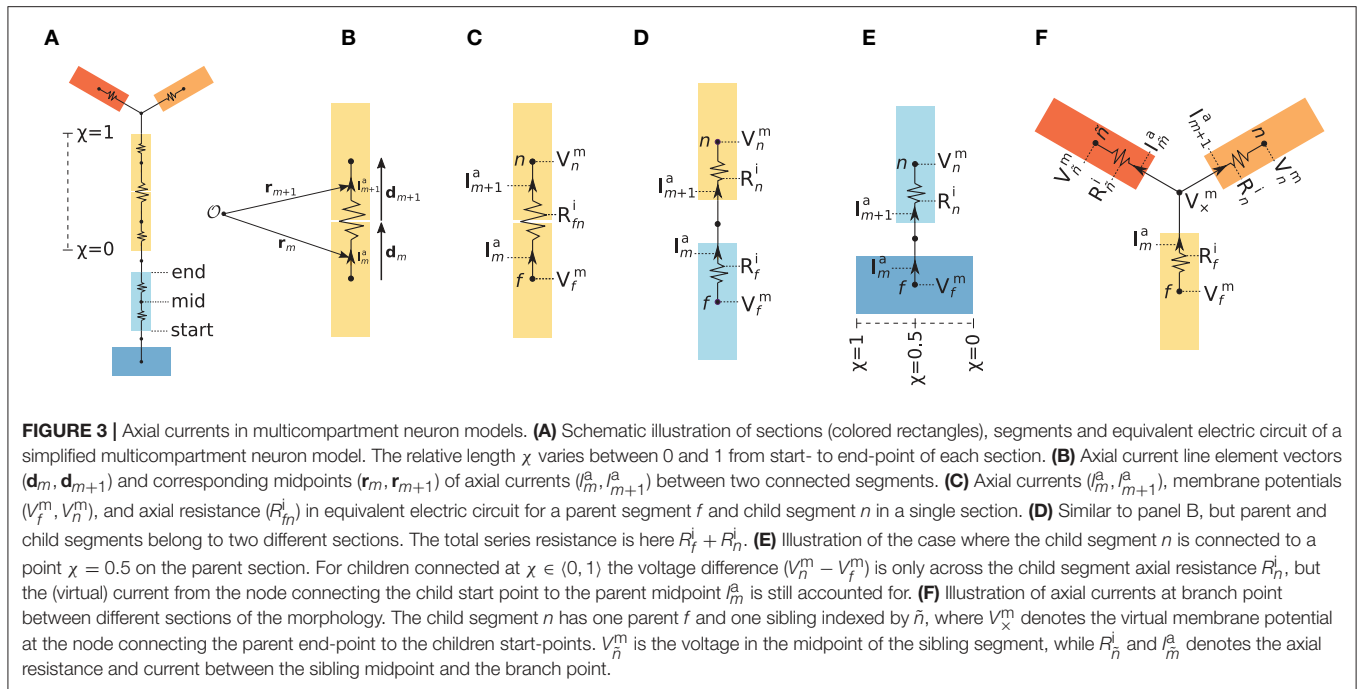 A
B
C
D
E
F
χ=1
χ=0
end
mid
start
𝒪
r_{m+1}
r_m
I^a_{m+1}
d_{m+1}
I^a_m
d_m
n
V^m_n
I^a_{m+1}
R^i_{fn}
I^a_m
f
V^m_f
n
V^m_n
R^i_n
I^a_{m+1}
I^a_m
R^i_f
f
V^m_f
n
V^m_n
R^i_n
I^a_{m+1}
I^a_m
f
V^m_f
χ=1
χ=0.5
χ=0
ñ
V^m_ñ
R^i_ñ
I^a_m̃
I^a_{m+1}
n
V^m_n
R^i_n
V^m_×
I^a_m
R^i_f
f
V^m_f
FIGURE 3 | Axial currents in multicompartment neuron models. (A) Schematic illustration of sections (colored rectangles), segments and equivalent electric circuit of a
simplified multicompartment neuron model. The relative length χ varies between 0 and 1 from start- to end-point of each section. (B) Axial current line element vectors
(d_m, d_{m+1}) and corresponding midpoints (r_m, r_{m+1}) of axial currents (I^a_m, I^a_{m+1}) between two connected segments. (C) Axial currents (I^a_m, I^a_{m+1}), membrane potentials
(V^m_f, V^m_n), and axial resistance (R^i_{fn}) in equivalent electric circuit for a parent segment f and child segment n in a single section. (D) Similar to panel B, but parent and
child segments belong to two different sections. The total series resistance is here R^i_f + R^i_n. (E) Illustration of the case where the child segment n is connected to a
point χ = 0.5 on the parent section. For children connected at χ ∈ ⟨0, 1⟩ the voltage difference (V^m_n − V^m_f) is only across the child segment axial resistance R^i_n, but
the (virtual) current from the node connecting the child start point to the parent midpoint I^a_m is still accounted for. (F) Illustration of axial currents at branch point
between different sections of the morphology. The child segment n has one parent f and one sibling indexed by ñ, where V^m_× denotes the virtual membrane potential
at the node connecting the parent end-point to the children start-points. V^m_ñ is the voltage in the midpoint of the sibling segment, while R^i_ñ and I^a_m̃ denotes the axial
resistance and current between the sibling midpoint and the branch point.